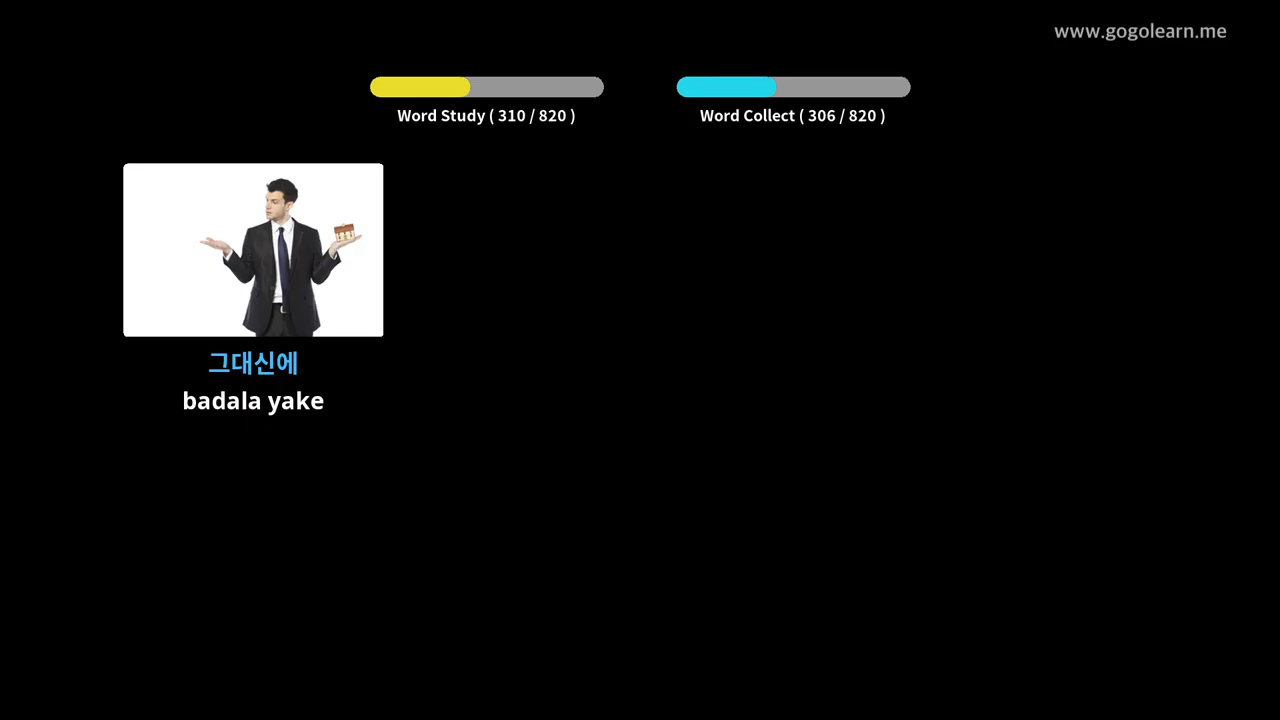 www.gogolearn.me
Word Study ( 310 / 820 )
Word Collect ( 306 / 820 )
그대신에
badala yake